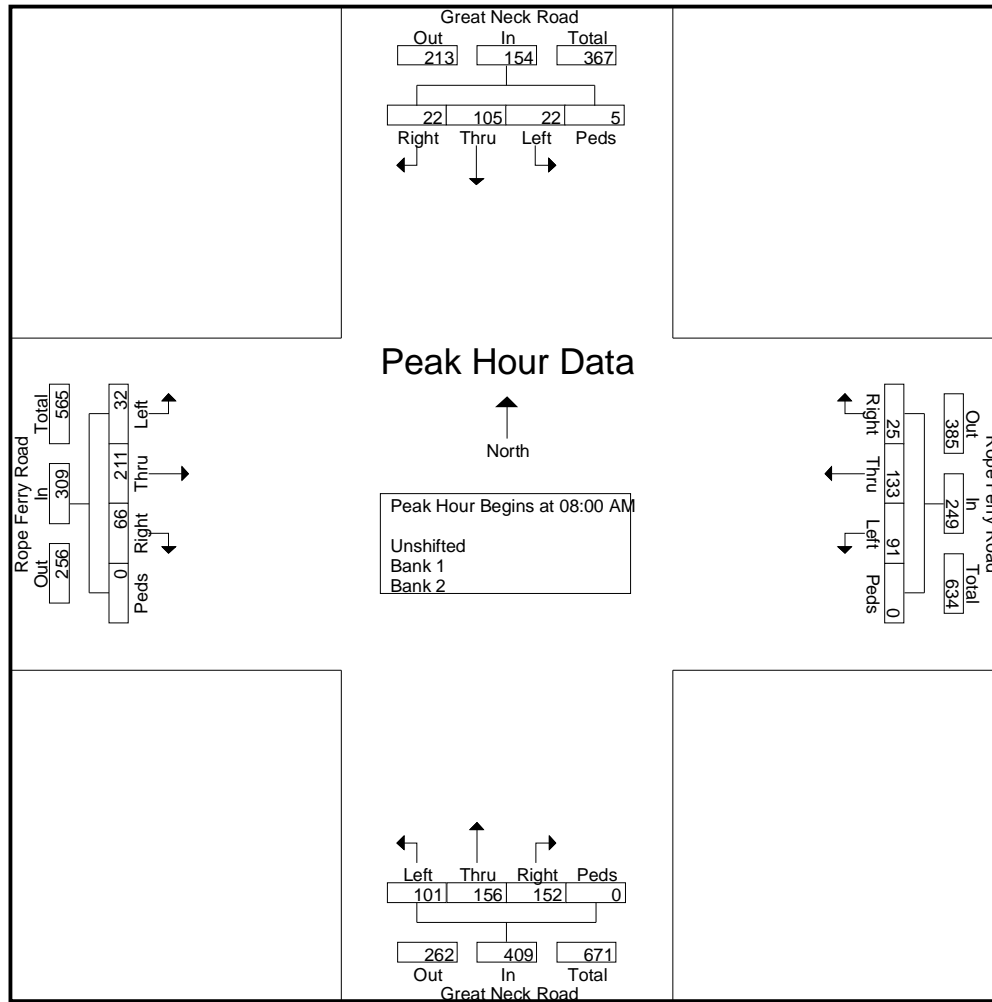 Great Neck Road
Out In Total
213 154 367
22 105 22 5
Right Thru Left Peds
Peak Hour Data
North
Peak Hour Begins at 08:00 AM
Unshifted
Bank 1
Bank 2
Rope Ferry Road
Out In Total
256 309 565
32 211 66 0
Left Thru Right Peds
Rope Ferry Road
Out In Total
385 249 634
25 133 91 0
Right Thru Left Peds
Left Thru Right Peds
101 156 152 0
262 409 671
Out In Total
Great Neck Road